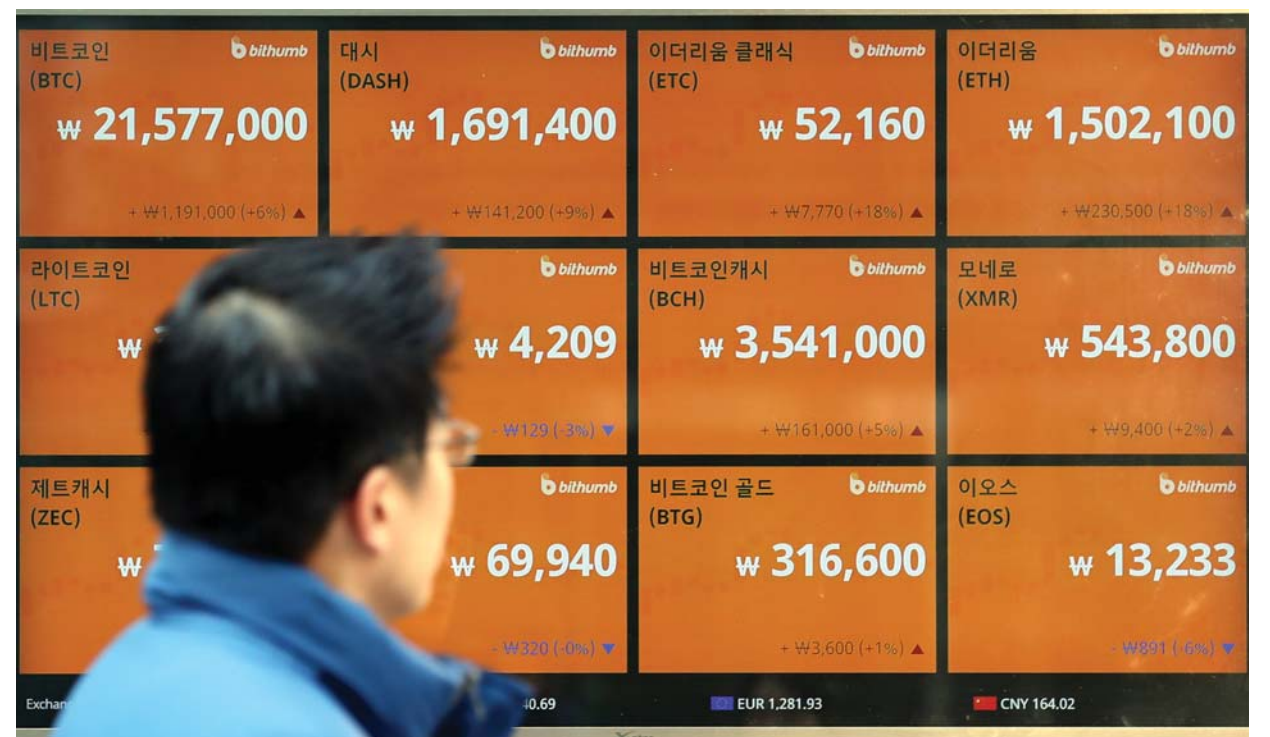 비트코인 bithumb
(BTC)
₩ 21,577,000
+ ₩1,191,000 (+6%) ▲
대시 bithumb
(DASH)
₩ 1,691,400
+ ₩141,200 (+9%) ▲
이더리움 클래식 bithumb
(ETC)
₩ 52,160
+ ₩7,770 (+18%) ▲
이더리움 bithumb
(ETH)
₩ 1,502,100
+ ₩230,500 (+18%) ▲
라이트코인
(LTC)
₩
bithumb
₩ 4,209
- ₩129 (-3%) ▼
비트코인캐시 bithumb
(BCH)
₩ 3,541,000
+ ₩161,000 (+5%) ▲
모네로 bithumb
(XMR)
₩ 543,800
+ ₩9,400 (+2%) ▲
제트캐시
(ZEC)
₩
bithumb
₩ 69,940
- ₩320 (-0%) ▼
비트코인 골드 bithumb
(BTG)
₩ 316,600
+ ₩3,600 (+1%) ▲
이오스 bithumb
(EOS)
₩ 13,233
- ₩891 (-6%) ▼
EUR 1,281.93
CNY 164.02